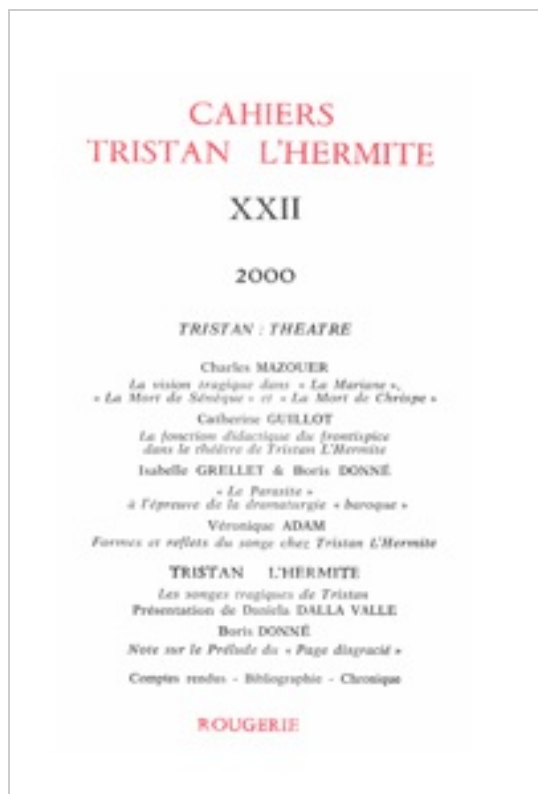 CAHIERS
TRISTAN L'HERMITE
XXII
2000
TRISTAN : THEATRE
Charles MAZOUER
La vision tragique dans « La Mariane »,
« La Mort de Sénèque » et « La Mort de Chrispe »
Catherine GUILLOT
La fonction didactique du frontispice
dans le théâtre de Tristan L'Hermite
Isabelle GRELLET & Boris DONNÉ
« Le Parasite »
à l'épreuve de la dramaturgie « baroque »
Véronique ADAM
Formes et reflets du songe chez Tristan L'Hermite
TRISTAN L'HERMITE
Les songes tragiques de Tristan
Présentation de Daniela DALLA VALLE
Boris DONNÉ
Note sur le Prélude du « Page disgracié »
Comptes rendus - Bibliographie - Chronique
ROUGERIE